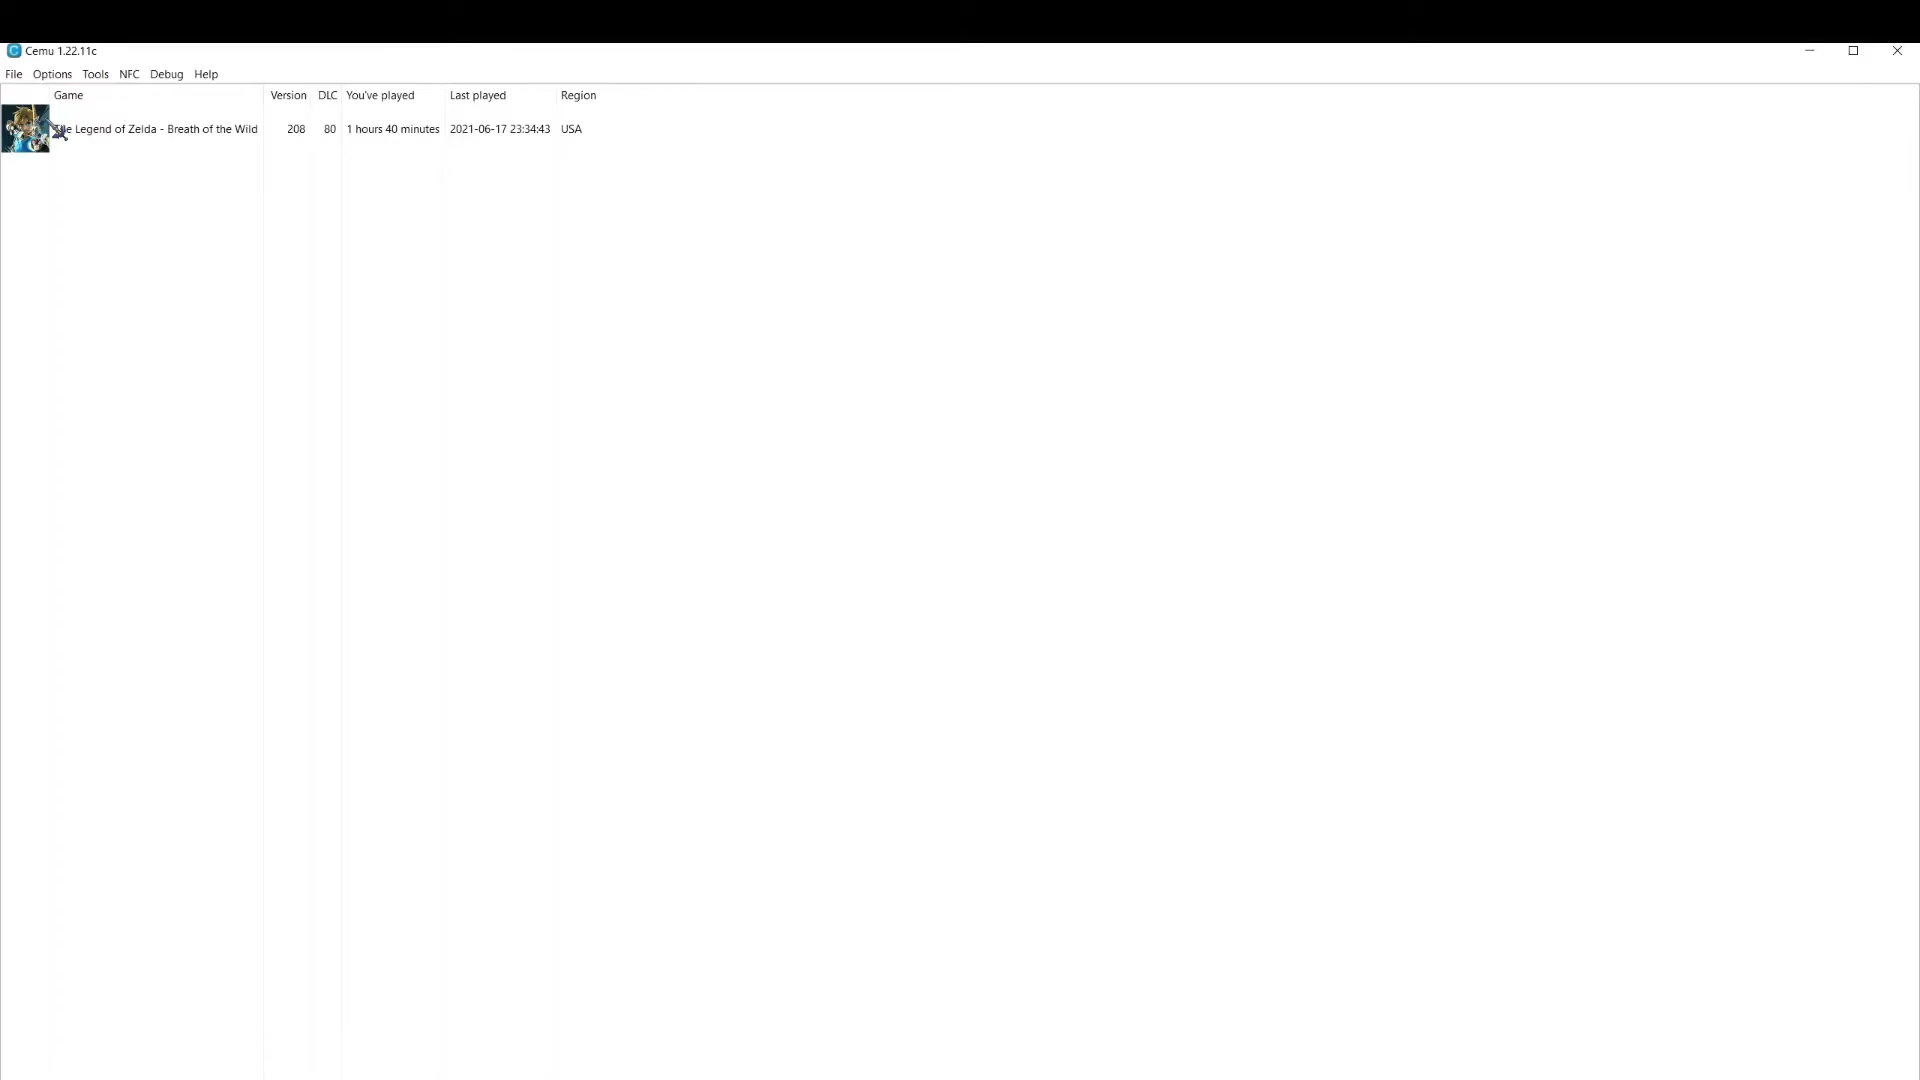 Cemu 1.22.11c
File Options Tools NFC Debug Help
Game Version DLC You've played Last played Region
Legend of Zelda - Breath of the Wild 208 80 1 hours 40 minutes 2021-06-17 23:34:43 USA